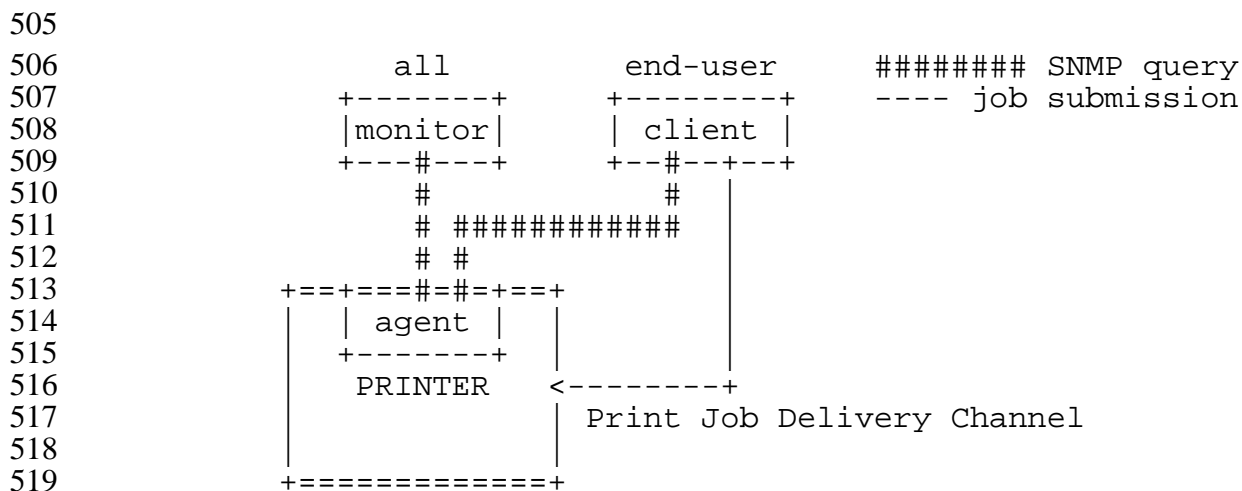 505
506                  all          end-user      ######## SNMP query
507               +-------+      +--------+     ---- job submission
508               |monitor|      | client |
509               +---#---+      +--#--+--+
510                   #             #  |
511                   # ############   |
512                   # #              |
513            +==+===#=#=+==+         |
514            |  | agent |  |         |
515            |  +-------+  |         |
516            |   PRINTER   <--------+
517            |             | Print Job Delivery Channel
518            |             |
519            +=============+